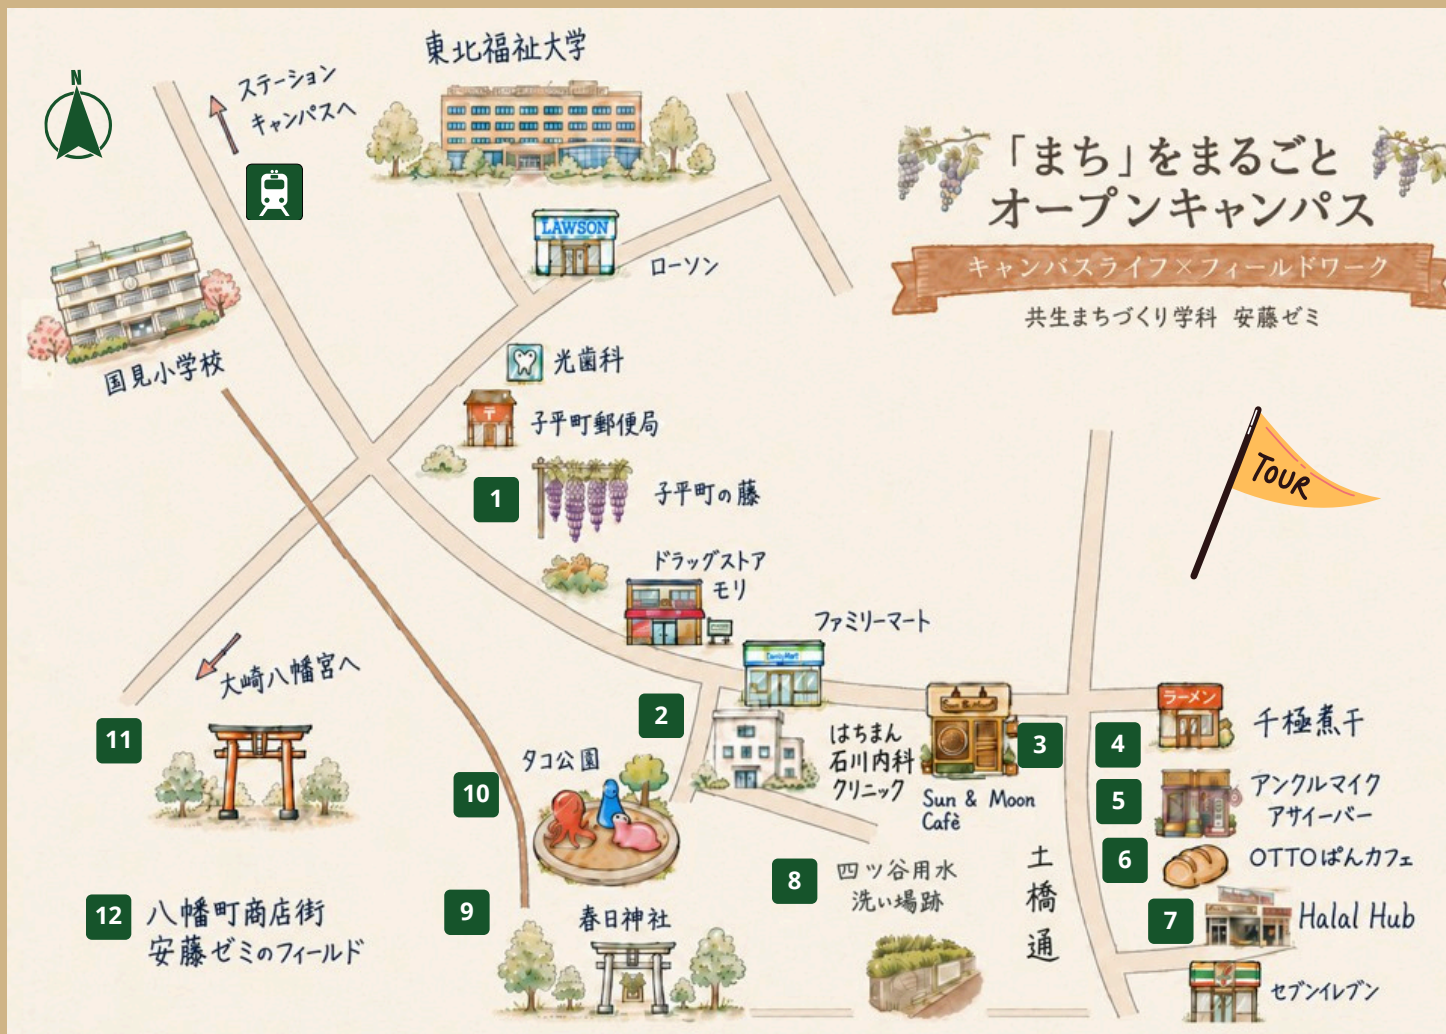 東北福祉大学
N
ステーション
キャンパスへ
「まち」をまるごと
オープンキャンパス
キャンパスライフ×フィールドワーク
共生まちづくり学科 安藤ゼミ
LAWSON
ローソン
国見小学校
光歯科
〒
子平町郵便局
1
子平町の藤
TOUR
ドラッグストア
モリ
ファミリーマート
FamilyMart
大崎八幡宮へ
11
2
はちまん
石川内科
クリニック
Sun & Moon
3
Sun & Moon
Cafè
4
ラーメン
千極煮干
5
アンクルマイク
アサイーバー
6
OTTOぱんカフェ
7
Halal Hub
セブンイレブン
土橋通
タコ公園
10
8
四ツ谷用水
洗い場跡
9
春日神社
12
八幡町商店街
安藤ゼミのフィールド